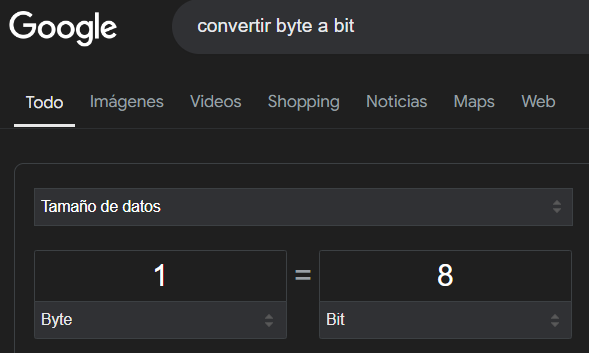 Google convertir byte a bit
Todo Imágenes Videos Shopping Noticias Maps Web
Tamaño de datos
1 = 8
Byte Bit